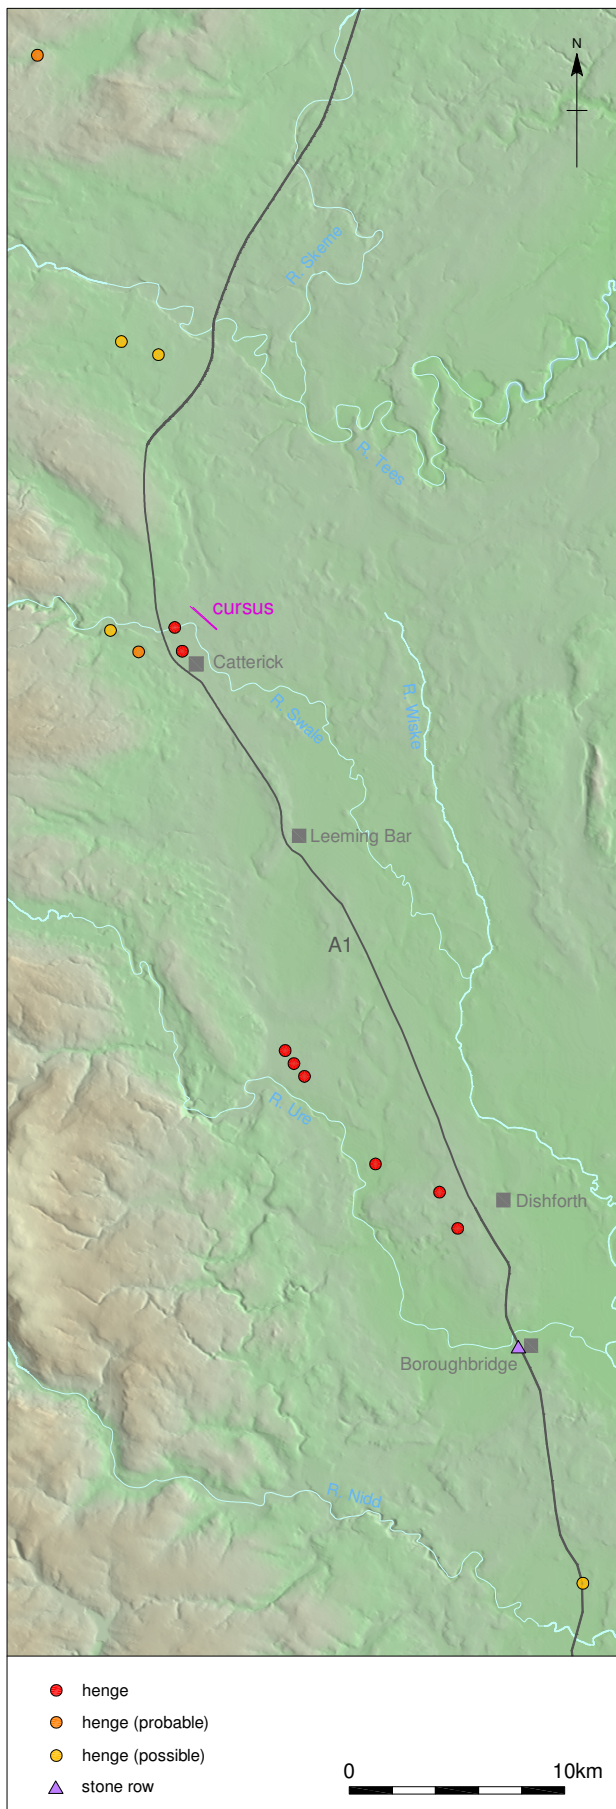 N
R. Skerne
R. Tees
cursus
Catterick
R. Swale
R. Wiske
Leeming Bar
A1
R. Ure
Dishforth
Boroughbridge
R. Nidd
henge
henge (probable)
henge (possible)
stone row
0 10km